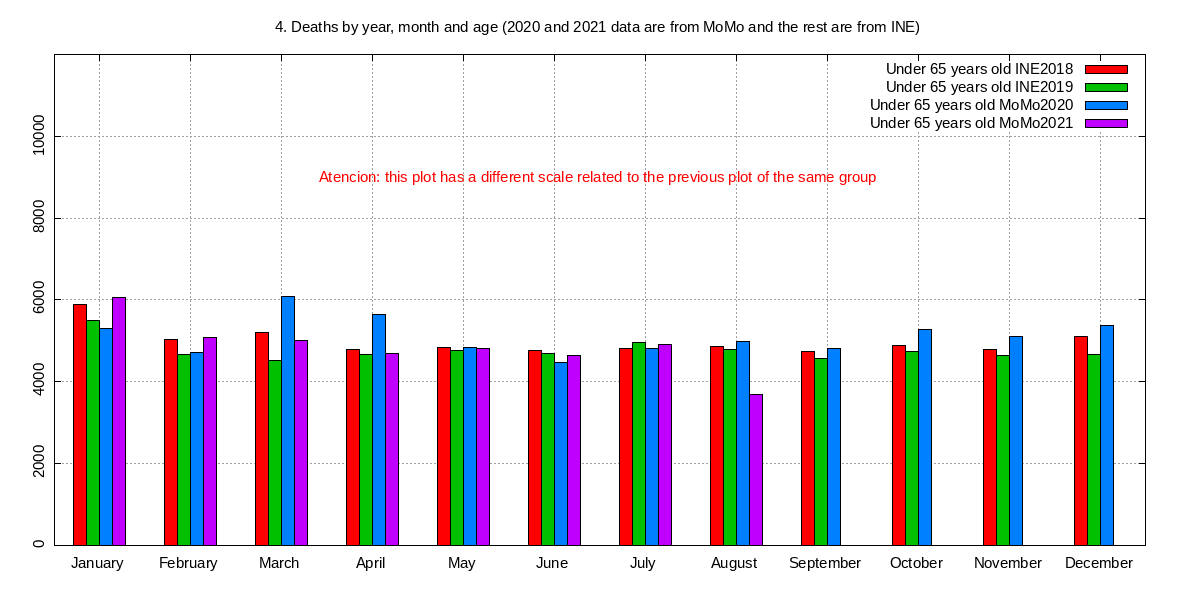 4. Deaths by year, month and age (2020 and 2021 data are from MoMo and the rest are from INE)
Under 65 years old INE2018
Under 65 years old INE2019
Under 65 years old MoMo2020
Under 65 years old MoMo2021
Atencion: this plot has a different scale related to the previous plot of the same group
10000
8000
6000
4000
2000
0
January February March April May June July August September October November December